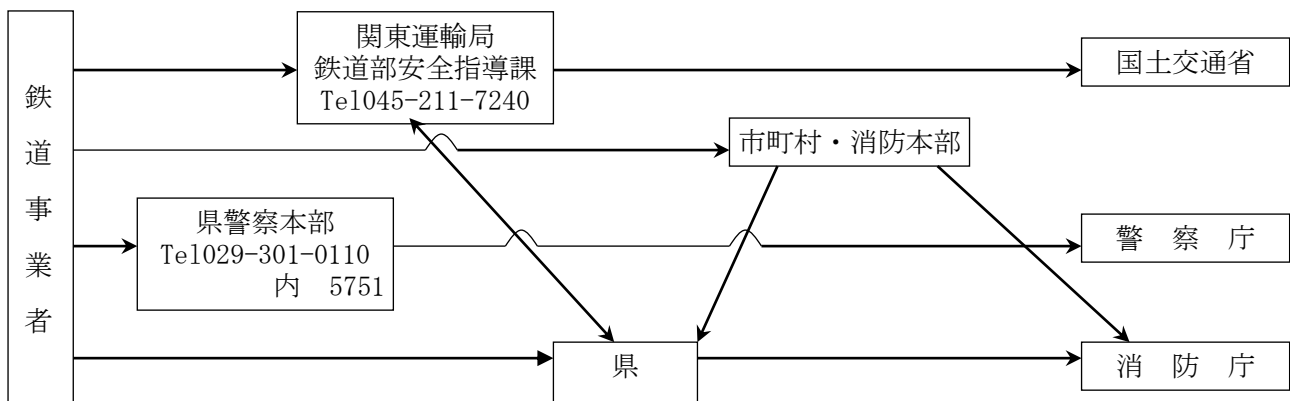 鉄道事業者
関東運輸局
鉄道部安全指導課
Tel045-211-7240
国土交通省
市町村・消防本部
県警察本部
Tel029-301-0110
内　5751
警　察　庁
県
消　防　庁